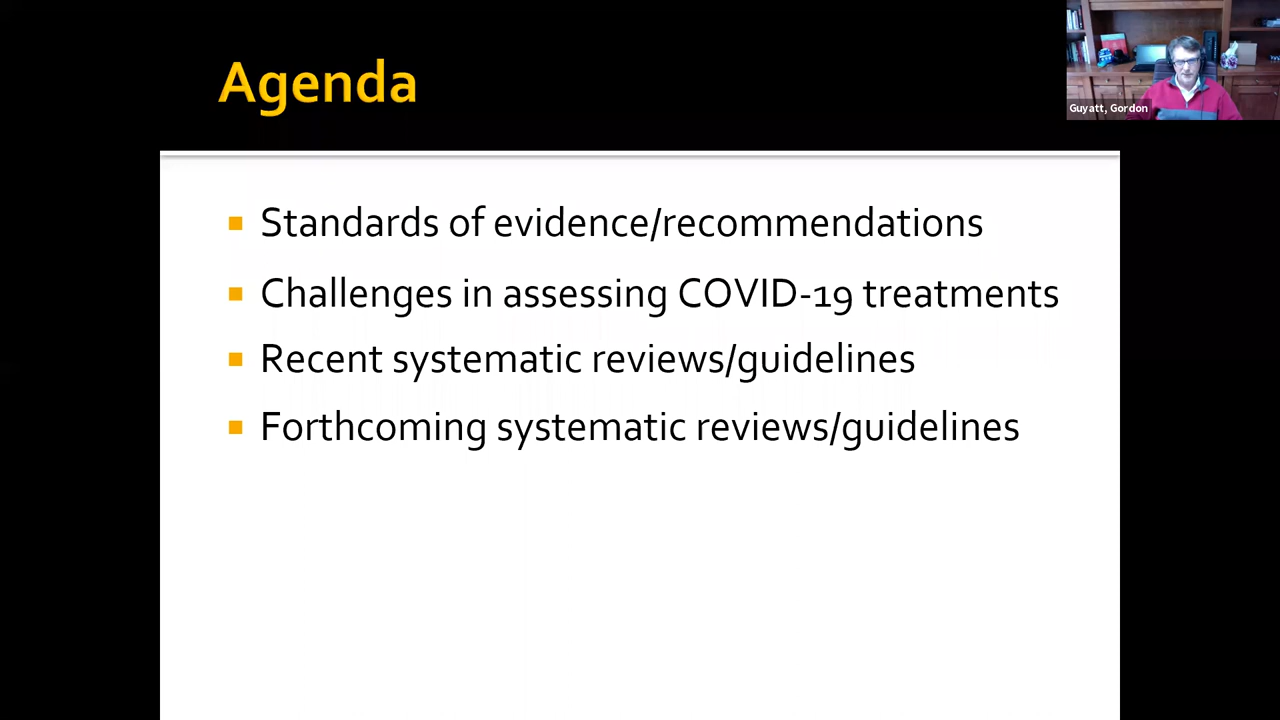 Agenda
Guyatt, Gordon
Standards of evidence/recommendations
Challenges in assessing COVID-19 treatments
Recent systematic reviews/guidelines
Forthcoming systematic reviews/guidelines